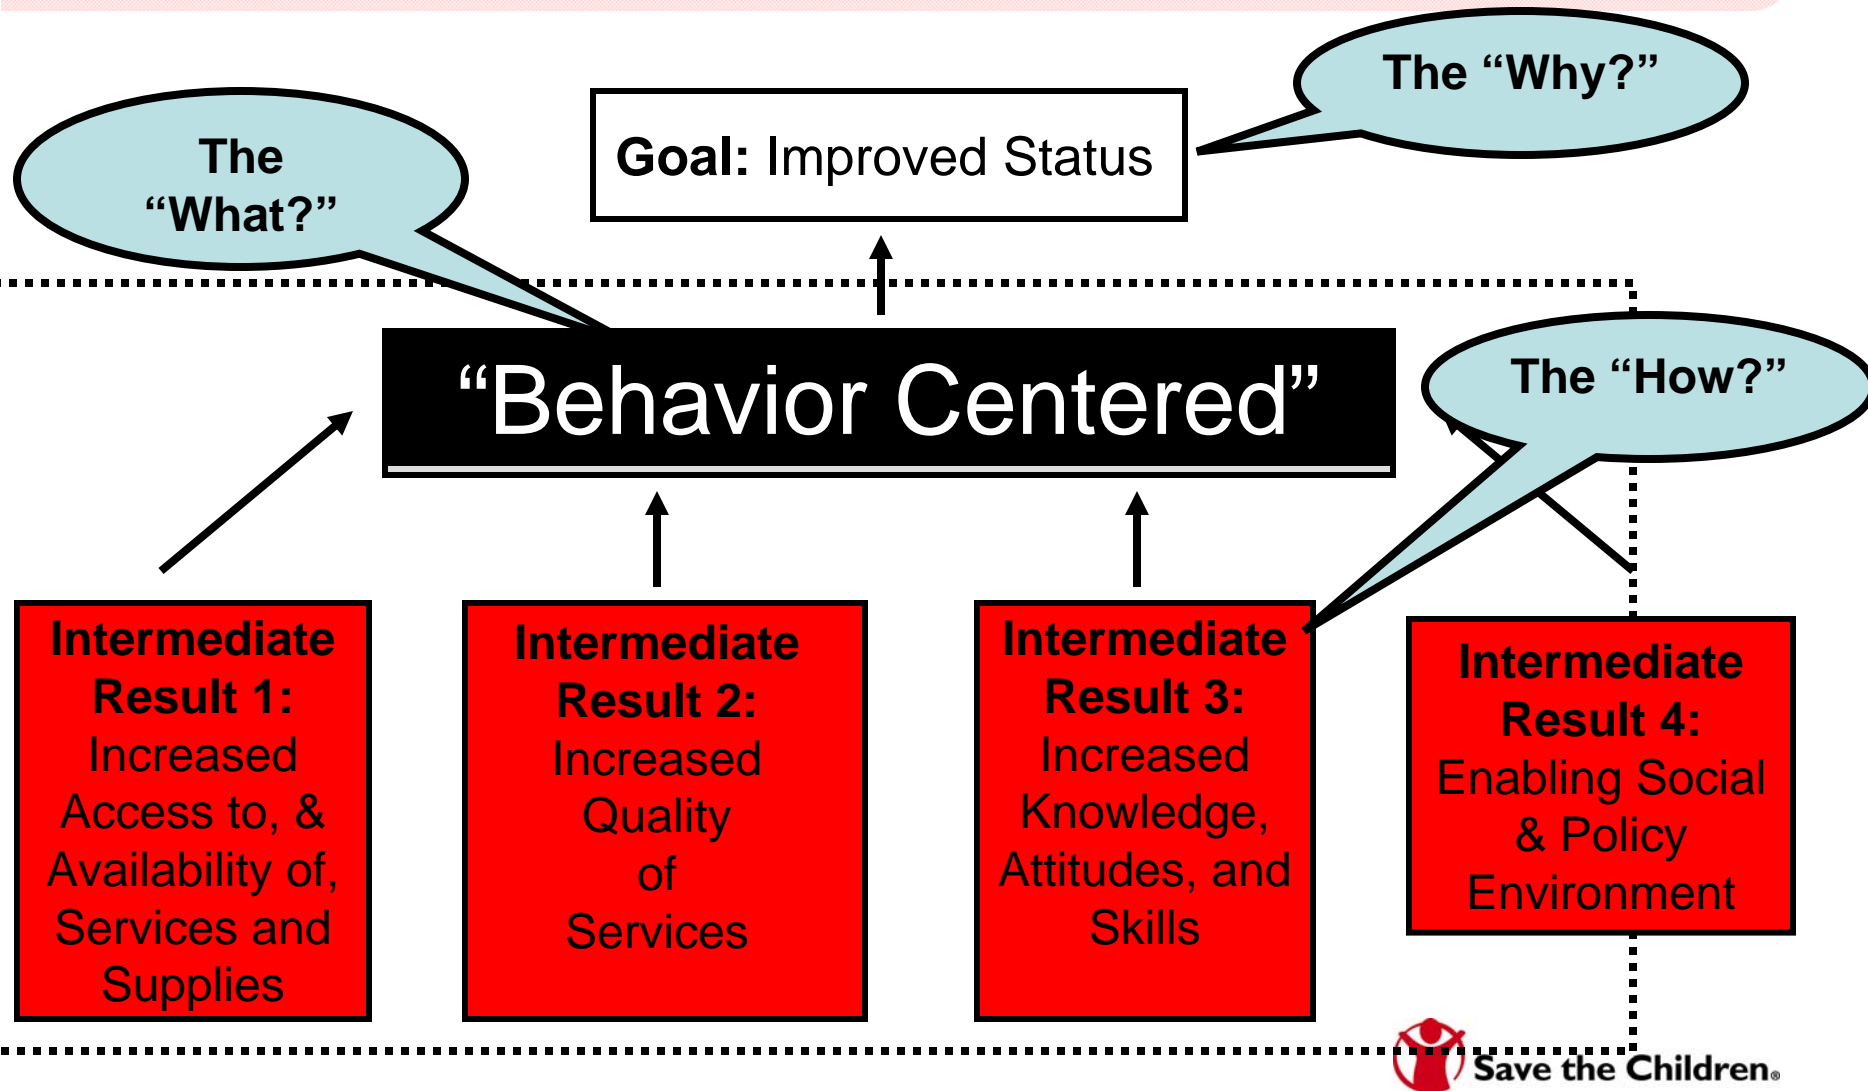 The “Why?”
Goal: Improved Status
The
“What?”
“Behavior Centered”
The “How?”
Intermediate
Result 1:
Increased
Access to, &
Availability of,
Services and
Supplies
Intermediate
Result 2:
Increased
Quality
of
Services
Intermediate
Result 3:
Increased
Knowledge,
Attitudes, and
Skills
Intermediate
Result 4:
Enabling Social
& Policy
Environment
Save the Children®